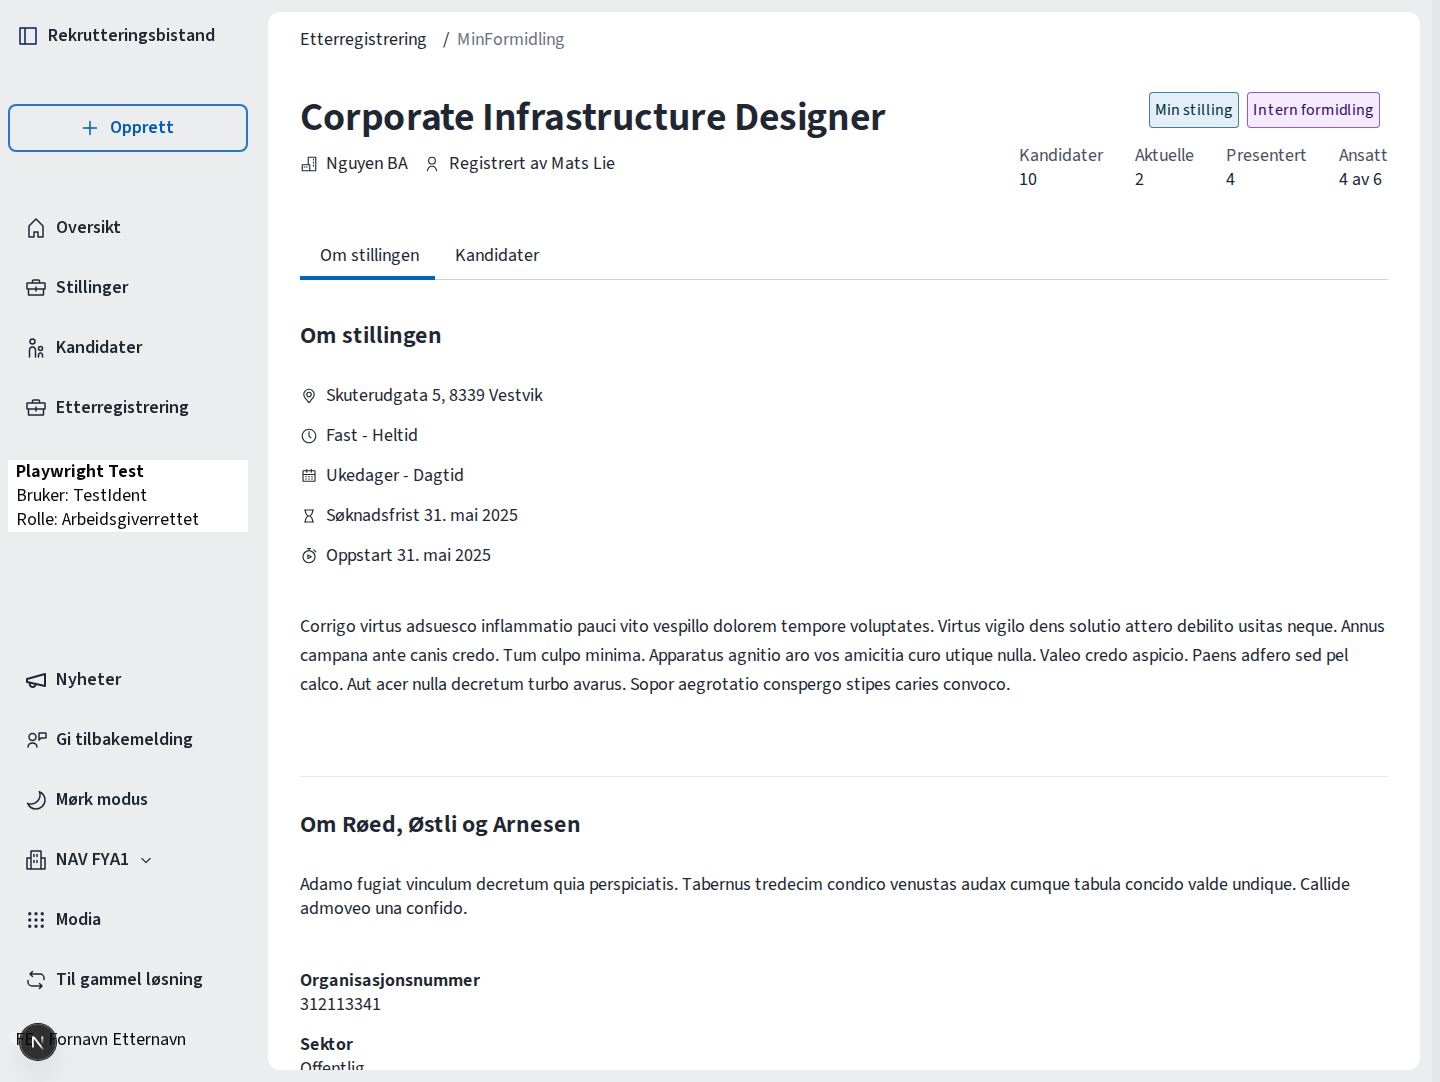 Rekrutteringsbistand
Opprett
Oversikt
Stillinger
Kandidater
Etterregistrering
Playwright Test
Bruker: TestIdent
Rolle: Arbeidsgiverrettet
Nyheter
Gi tilbakemelding
Mørk modus
NAV FYA1
Modia
Til gammel løsning
Fornavn Etternavn
Etterregistrering / MinFormidling
Corporate Infrastructure Designer
Nguyen BA Registrert av Mats Lie
Min stilling Intern formidling
Kandidater Aktuelle Presentert Ansatt
10 2 4 4 av 6
Om stillingen Kandidater
Om stillingen
Skuterudgata 5, 8339 Vestvik
Fast - Heltid
Ukedager - Dagtid
Søknadsfrist 31. mai 2025
Oppstart 31. mai 2025
Corrigo virtus adsuesco inflammatio pauci vito vespillo dolorem tempore voluptates. Virtus vigilo dens solutio attero debilito usitas neque. Annus
campana ante canis credo. Tum culpo minima. Apparatus agnitio aro vos amicitia curo utique nulla. Valeo credo aspicio. Paens adfero sed pel
calco. Aut acer nulla decretum turbo avarus. Sopor aegrotatio conspergo stipes caries convoco.
Om Røed, Østli og Arnesen
Adamo fugiat vinculum decretum quia perspiciatis. Tabernus tredecim condico venustas audax cumque tabula concido valde undique. Callide
admoveo una confido.
Organisasjonsnummer
312113341
Sektor
Offentlig